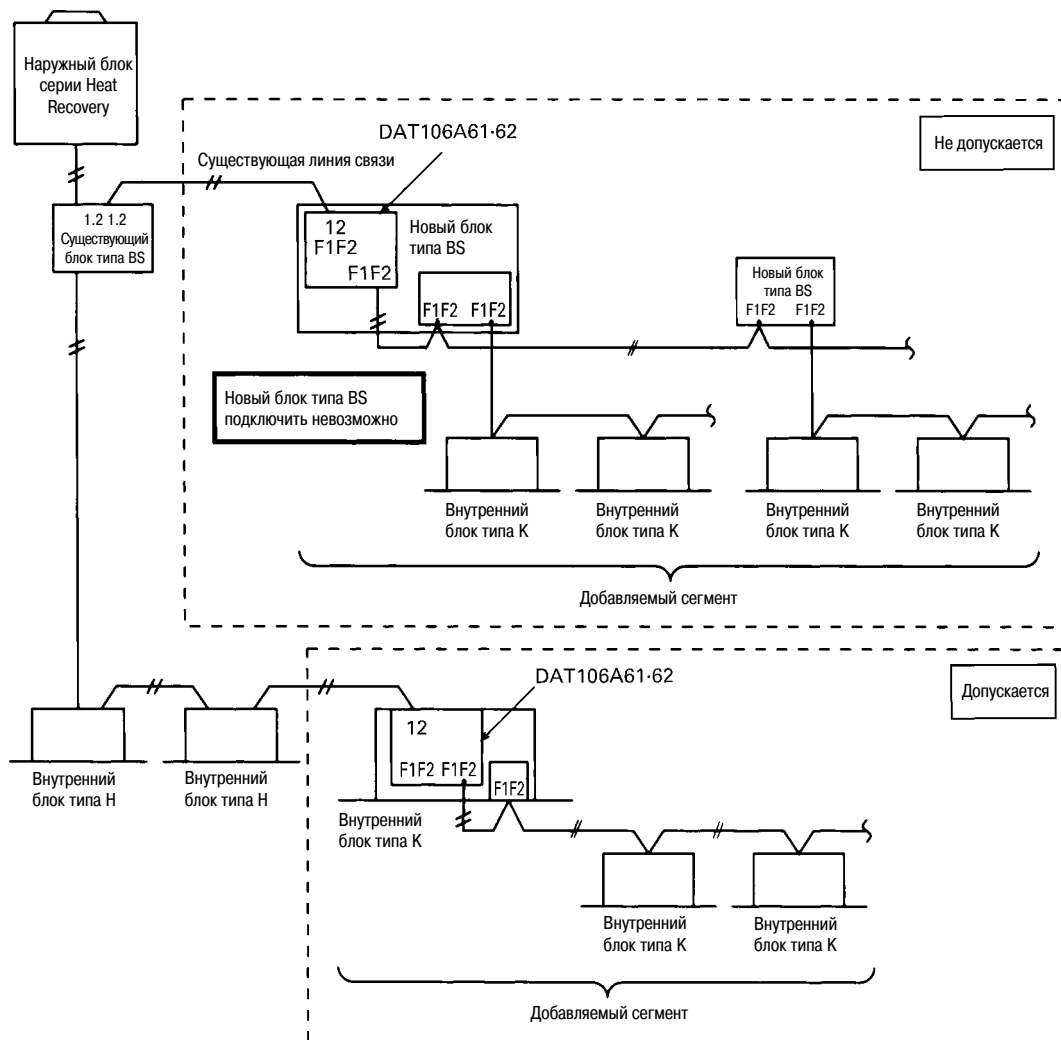 Наружный блок
серии Heat
Recovery
DAT106A61·62
Не допускается
Существующая линия связи
1.2 1.2
Существующий
блок типа BS
12
F1F2
F1F2
Новый блок
типа BS
F1F2 F1F2
Новый блок
типа BS
F1F2 F1F2
Новый блок типа BS
подключить невозможно
Внутренний
блок типа K
Внутренний
блок типа K
Внутренний
блок типа K
Внутренний
блок типа K
Добавляемый сегмент
DAT106A61·62
Допускается
12
F1F2 F1F2
F1F2
Внутренний
блок типа H
Внутренний
блок типа H
Внутренний
блок типа K
Внутренний
блок типа K
Внутренний
блок типа K
Добавляемый сегмент